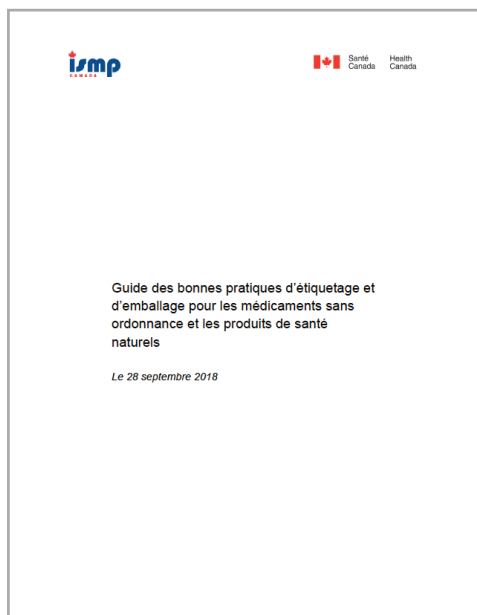 ismp
CANADA
Santé Health
Canada Canada
Guide des bonnes pratiques d'étiquetage et
d'emballage pour les médicaments sans
ordonnance et les produits de santé
naturels
Le 28 septembre 2018